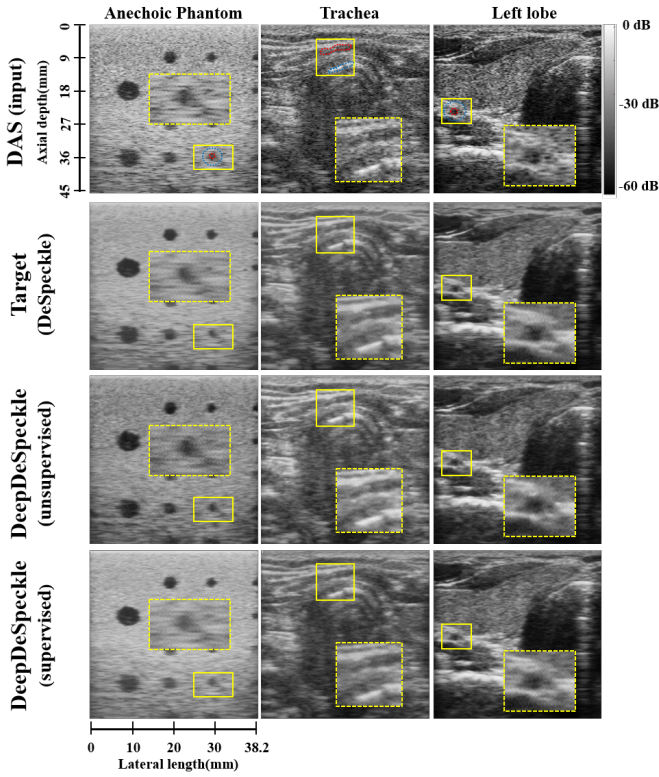 Anechoic Phantom Trachea Left lobe
DAS (input)
Axial depth(mm)
0
9
18
27
36
45
0 dB
-30 dB
-60 dB
Target
(DeSpeckle)
DeepDeSpeckle
(unsupervised)
DeepDeSpeckle
(supervised)
0 10 20 30 38.2
Lateral length(mm)